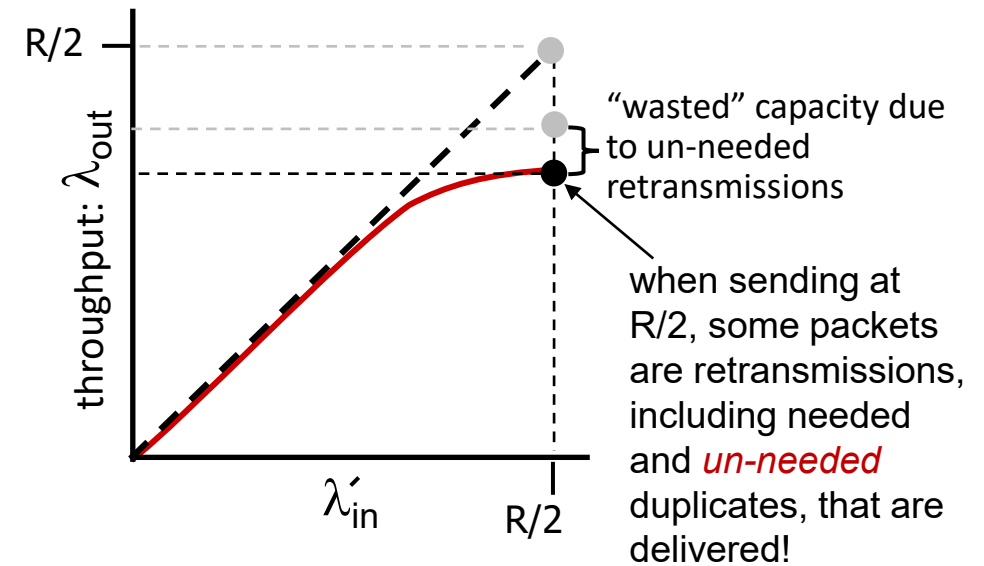 R/2
throughput: λout
“wasted” capacity due
to un-needed
retransmissions
when sending at
R/2, some packets
are retransmissions,
including needed
and un-needed
duplicates, that are
delivered!
λ′in
R/2